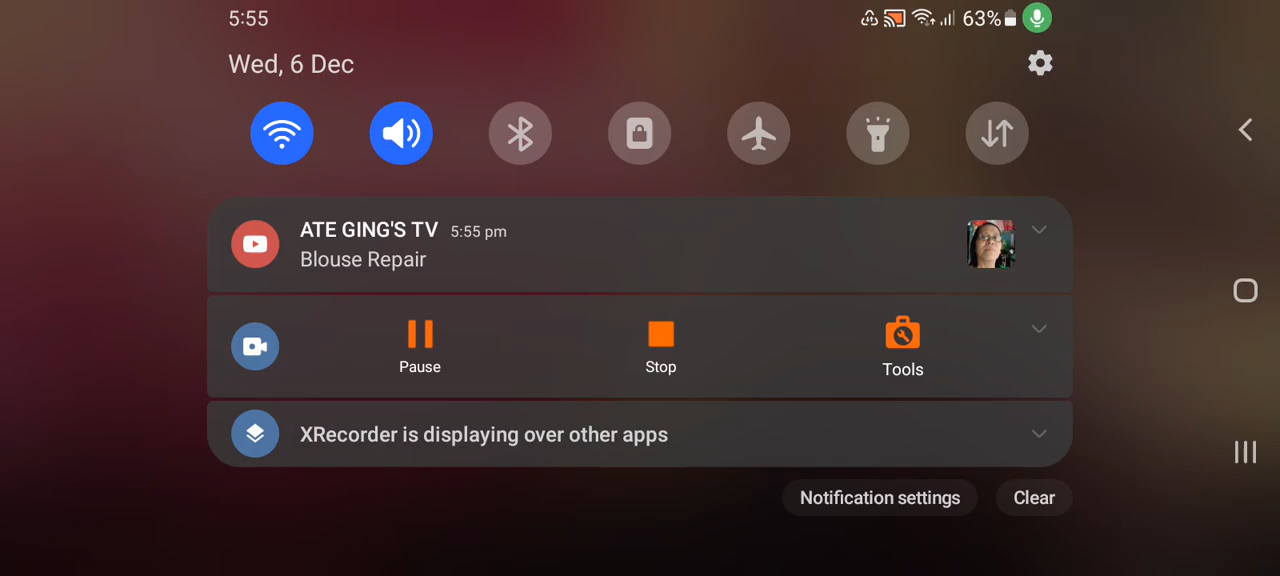 5:55
63%
Wed, 6 Dec
ATE GING'S TV 5:55 pm
Blouse Repair
Pause
Stop
Tools
XRecorder is displaying over other apps
Notification settings
Clear